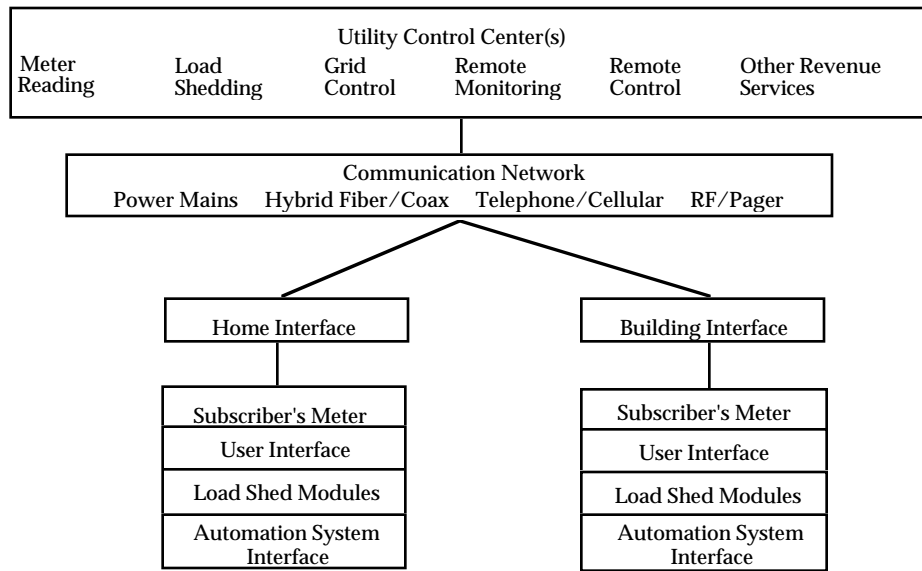 Utility Control Center(s)
Meter Reading
Load Shedding
Grid Control
Remote Monitoring
Remote Control
Other Revenue Services
Communication Network
Power Mains Hybrid Fiber/Coax Telephone/Cellular RF/Pager
Home Interface
Building Interface
Subscriber's Meter
User Interface
Load Shed Modules
Automation System
Interface
Subscriber's Meter
User Interface
Load Shed Modules
Automation System
Interface